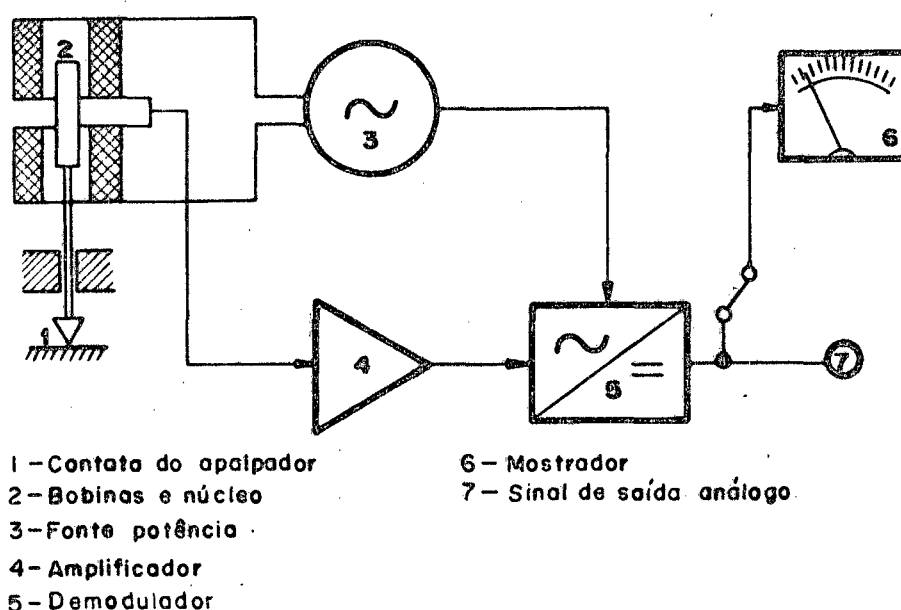 2
3
6
1
4
5
7
1 - Contato do apalpador
2 - Bobinas e núcleo
3 - Fonte potência
4 - Amplificador
5 - Demodulador
6 - Mostrador
7 - Sinal de saída análogo